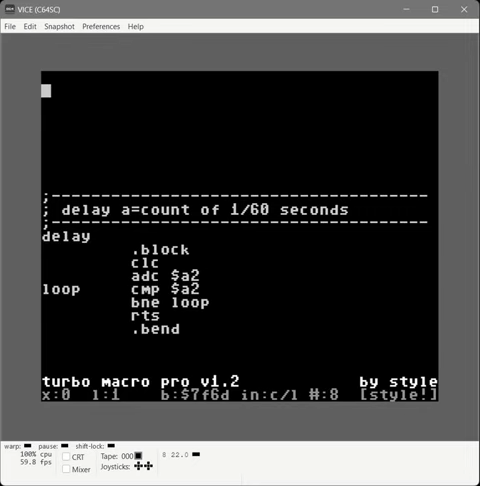 VICE (C64SC)
File Edit Snapshot Preferences Help
;--------------------------------------
; delay a=count of 1/60 seconds
;--------------------------------------
delay
.block
clc
adc $a2
loop cmp $a2
bne loop
rts
.bend
turbo macro pro v1.2 by style
x:0 l:1 b:$7f6d in:c/l #:8 [style!]
warp: pause: shift-lock:
100% cpu
59.8 fps
CRT
Mixer
Tape: 000
Joysticks:
8 22.0